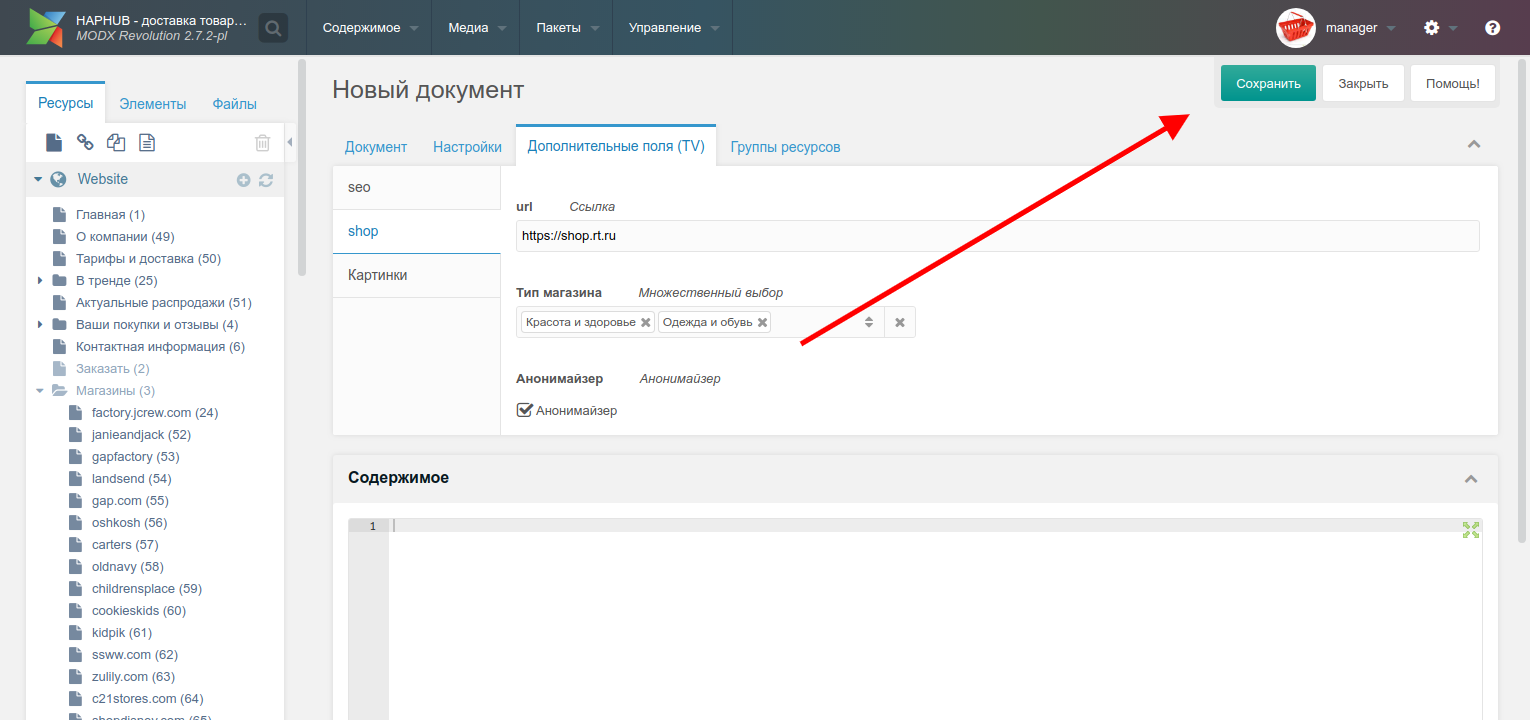 HAPHUB - доставка товар…
MODX Revolution 2.7.2-pl
Содержимое
Медиа
Пакеты
Управление
manager
Ресурсы
Элементы
Файлы
Website
Главная (1)
О компании (49)
Тарифы и доставка (50)
В тренде (25)
Актуальные распродажи (51)
Ваши покупки и отзывы (4)
Контактная информация (6)
Заказать (2)
Магазины (3)
factory.jcrew.com (24)
janieandjack (52)
gapfactory (53)
landsend (54)
gap.com (55)
oshkosh (56)
carters (57)
oldnavy (58)
childrensplace (59)
cookieskids (60)
kidpik (61)
ssww.com (62)
zulily.com (63)
c21stores.com (64)
Новый документ
Сохранить
Закрыть
Помощь!
Документ
Настройки
Дополнительные поля (TV)
Группы ресурсов
seo
shop
Картинки
url Ссылка
https://shop.rt.ru
Тип магазина Множественный выбор
Красота и здоровье
Одежда и обувь
Анонимайзер Анонимайзер
Анонимайзер
Содержимое
1